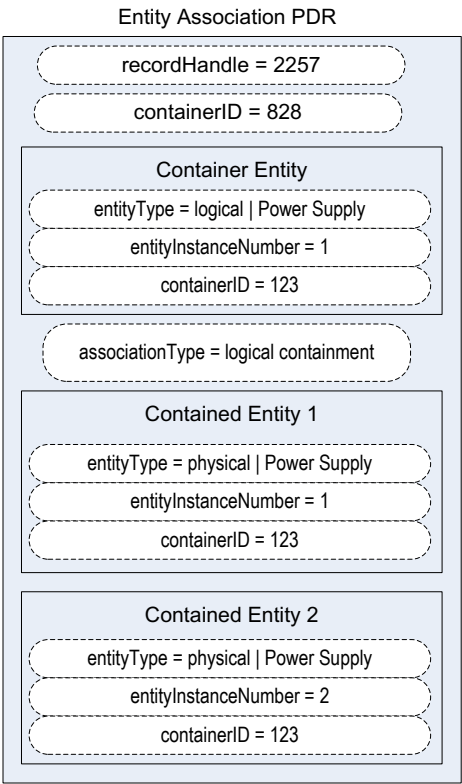 Entity Association PDR
recordHandle = 2257
containerID = 828
Container Entity
entityType = logical | Power Supply
entityInstanceNumber = 1
containerID = 123
associationType = logical containment
Contained Entity 1
entityType = physical | Power Supply
entityInstanceNumber = 1
containerID = 123
Contained Entity 2
entityType = physical | Power Supply
entityInstanceNumber = 2
containerID = 123